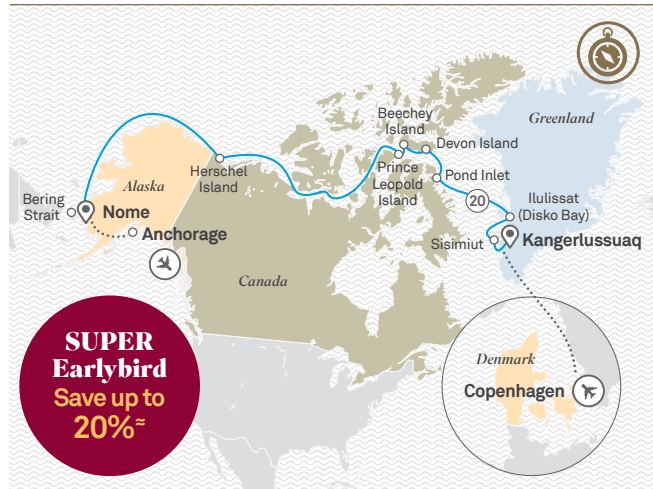 Beechey
Island
Greenland
Devon Island
Herschel
Island
Prince
Leopold
Island
Pond Inlet
Alaska
20
Ilulissat
(Disko Bay)
Bering
Strait
Nome
Anchorage
Sisimiut
Kangerlussuaq
Canada
SUPER
Earlybird
Save up to
20%≈
Denmark
Copenhagen